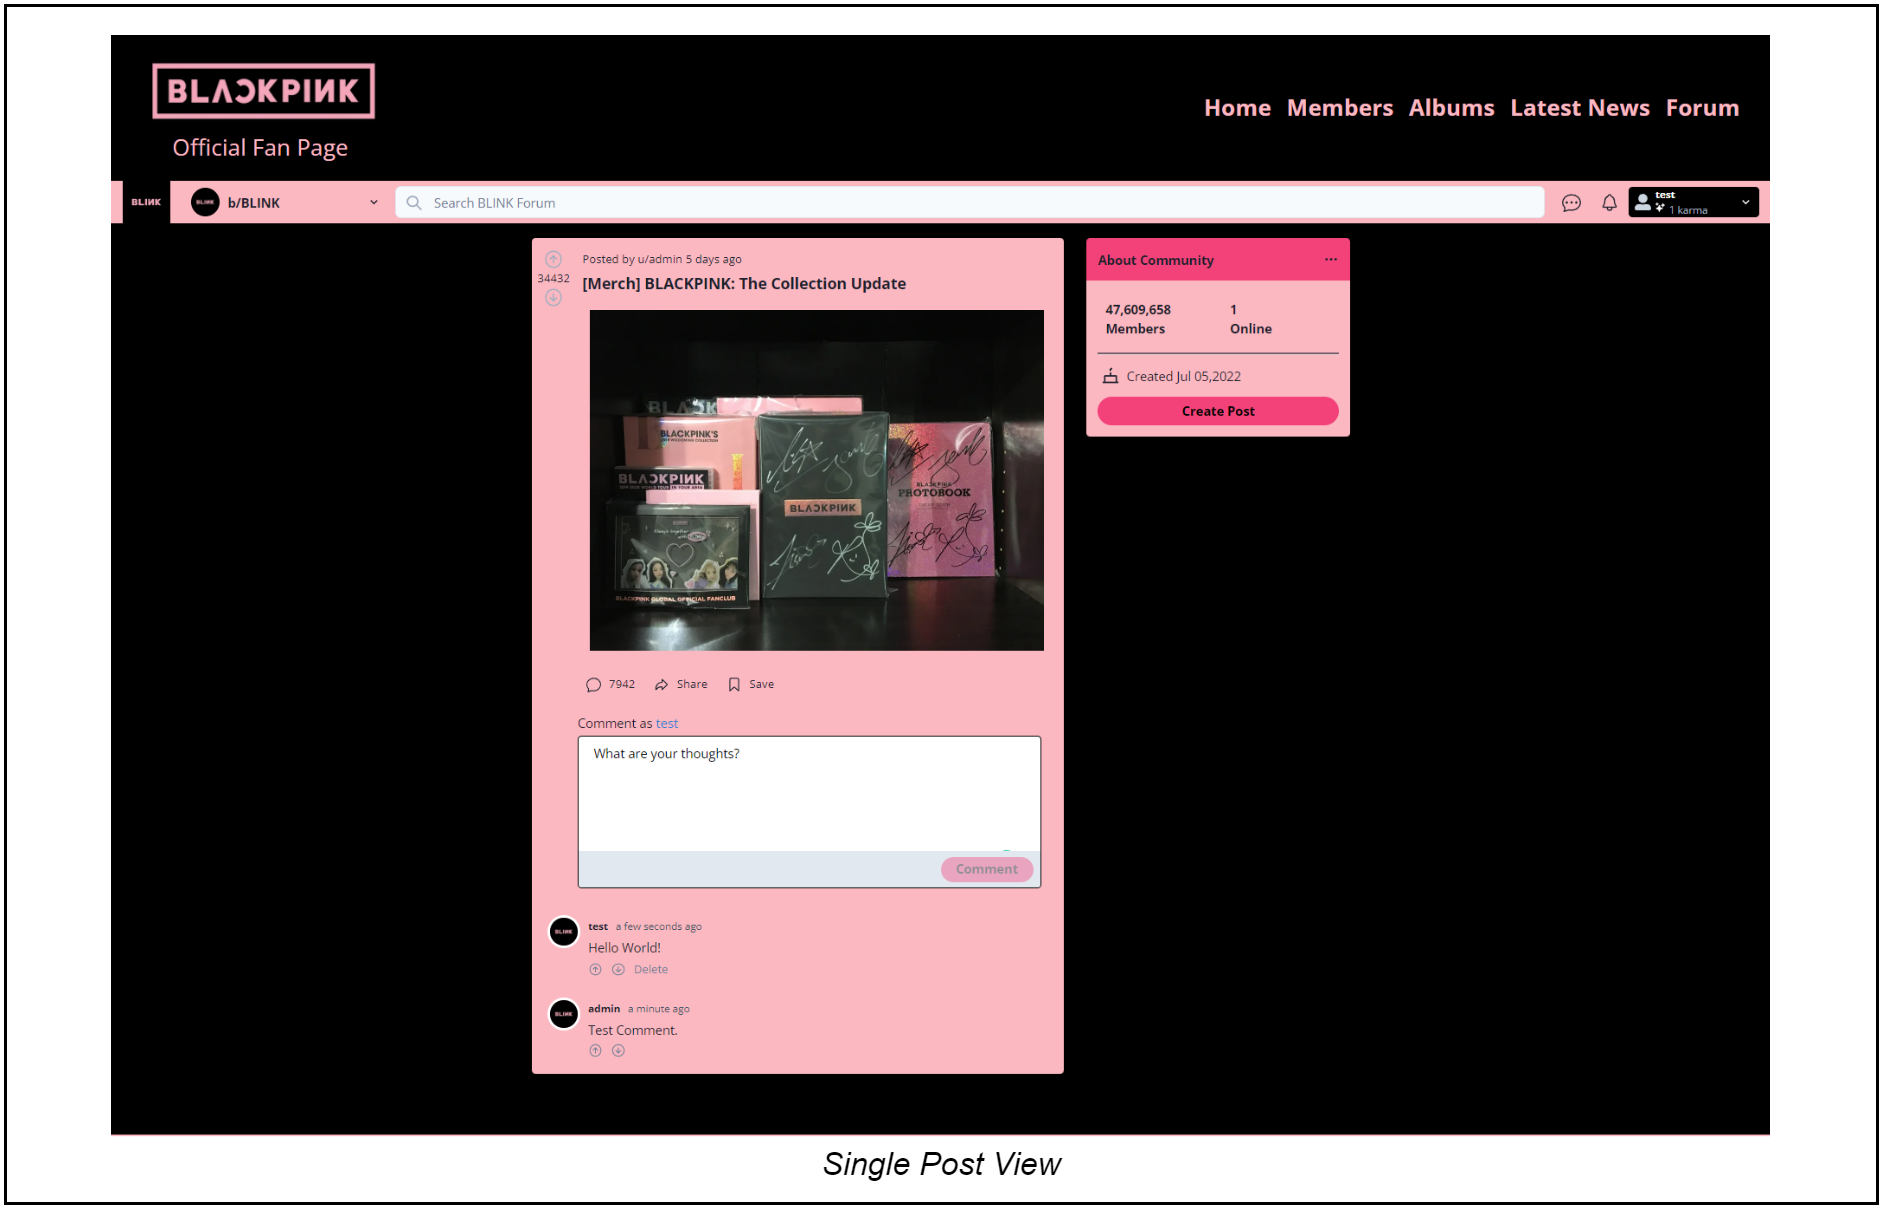 BLACKPINK
Official Fan Page
Home Members Albums Latest News Forum
BLINK
BLINK
b/BLINK
Search BLINK Forum
test
1 karma
Posted by u/admin 5 days ago
34432
[Merch] BLACKPINK: The Collection Update
BLACK
BLACKPINK'S
BLACKPINK
BLACKPINK
BLACKPINK
PHOTOBOOK
BLACKPINK GLOBAL OFFICIAL FANCLUB
7942 Share Save
Comment as test
What are your thoughts?
Comment
BLINK
test a few seconds ago
Hello World!
Delete
BLINK
admin a minute ago
Test Comment.
About Community
47,609,658 1
Members Online
Created Jul 05,2022
Create Post
Single Post View